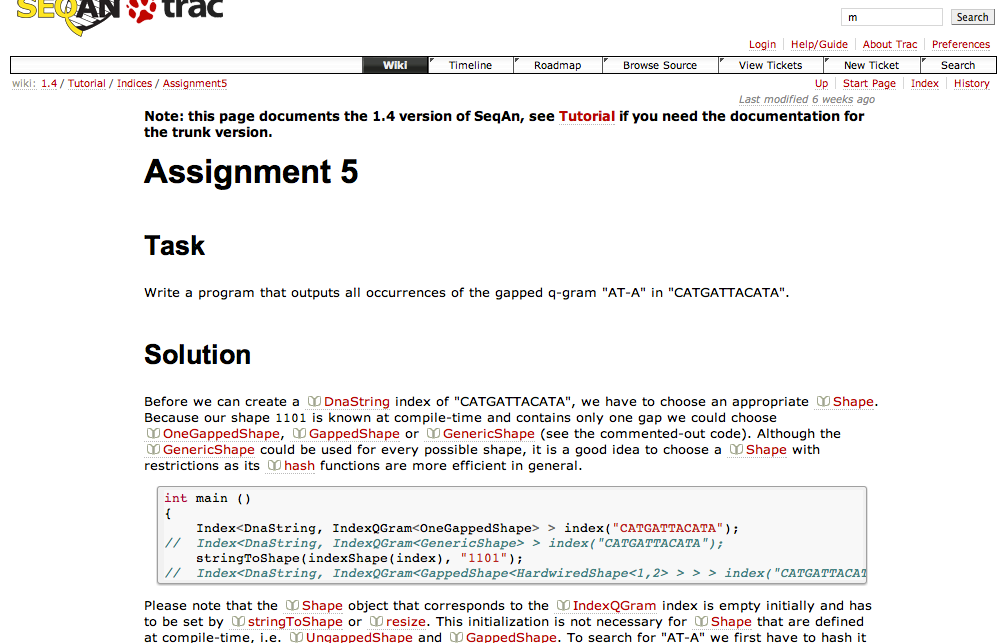 SEQAN trac
m Search
Login Help/Guide About Trac Preferences
Wiki Timeline Roadmap Browse Source View Tickets New Ticket Search
wiki: 1.4 / Tutorial / Indices / Assignment5 Up Start Page Index History
Last modified 6 weeks ago
Note: this page documents the 1.4 version of SeqAn, see Tutorial if you need the documentation for
the trunk version.
Assignment 5
Task
Write a program that outputs all occurrences of the gapped q-gram "AT-A" in "CATGATTACATA".
Solution
Before we can create a DnaString index of "CATGATTACATA", we have to choose an appropriate Shape.
Because our shape 1101 is known at compile-time and contains only one gap we could choose
OneGappedShape, GappedShape or GenericShape (see the commented-out code). Although the
GenericShape could be used for every possible shape, it is a good idea to choose a Shape with
restrictions as its hash functions are more efficient in general.
int main ()
{
Index<DnaString, IndexQGram<OneGappedShape> > index("CATGATTACATA");
// Index<DnaString, IndexQGram<GenericShape> > index("CATGATTACATA");
stringToShape(indexShape(index), "1101");
// Index<DnaString, IndexQGram<GappedShape<HardwiredShape<1,2> > > > index("CATGATTACAT
Please note that the Shape object that corresponds to the IndexQGram index is empty initially and has
to be set by stringToShape or resize. This initialization is not necessary for Shape that are defined
at compile-time, i.e. UngappedShape and GappedShape. To search for "AT-A" we first have to hash it